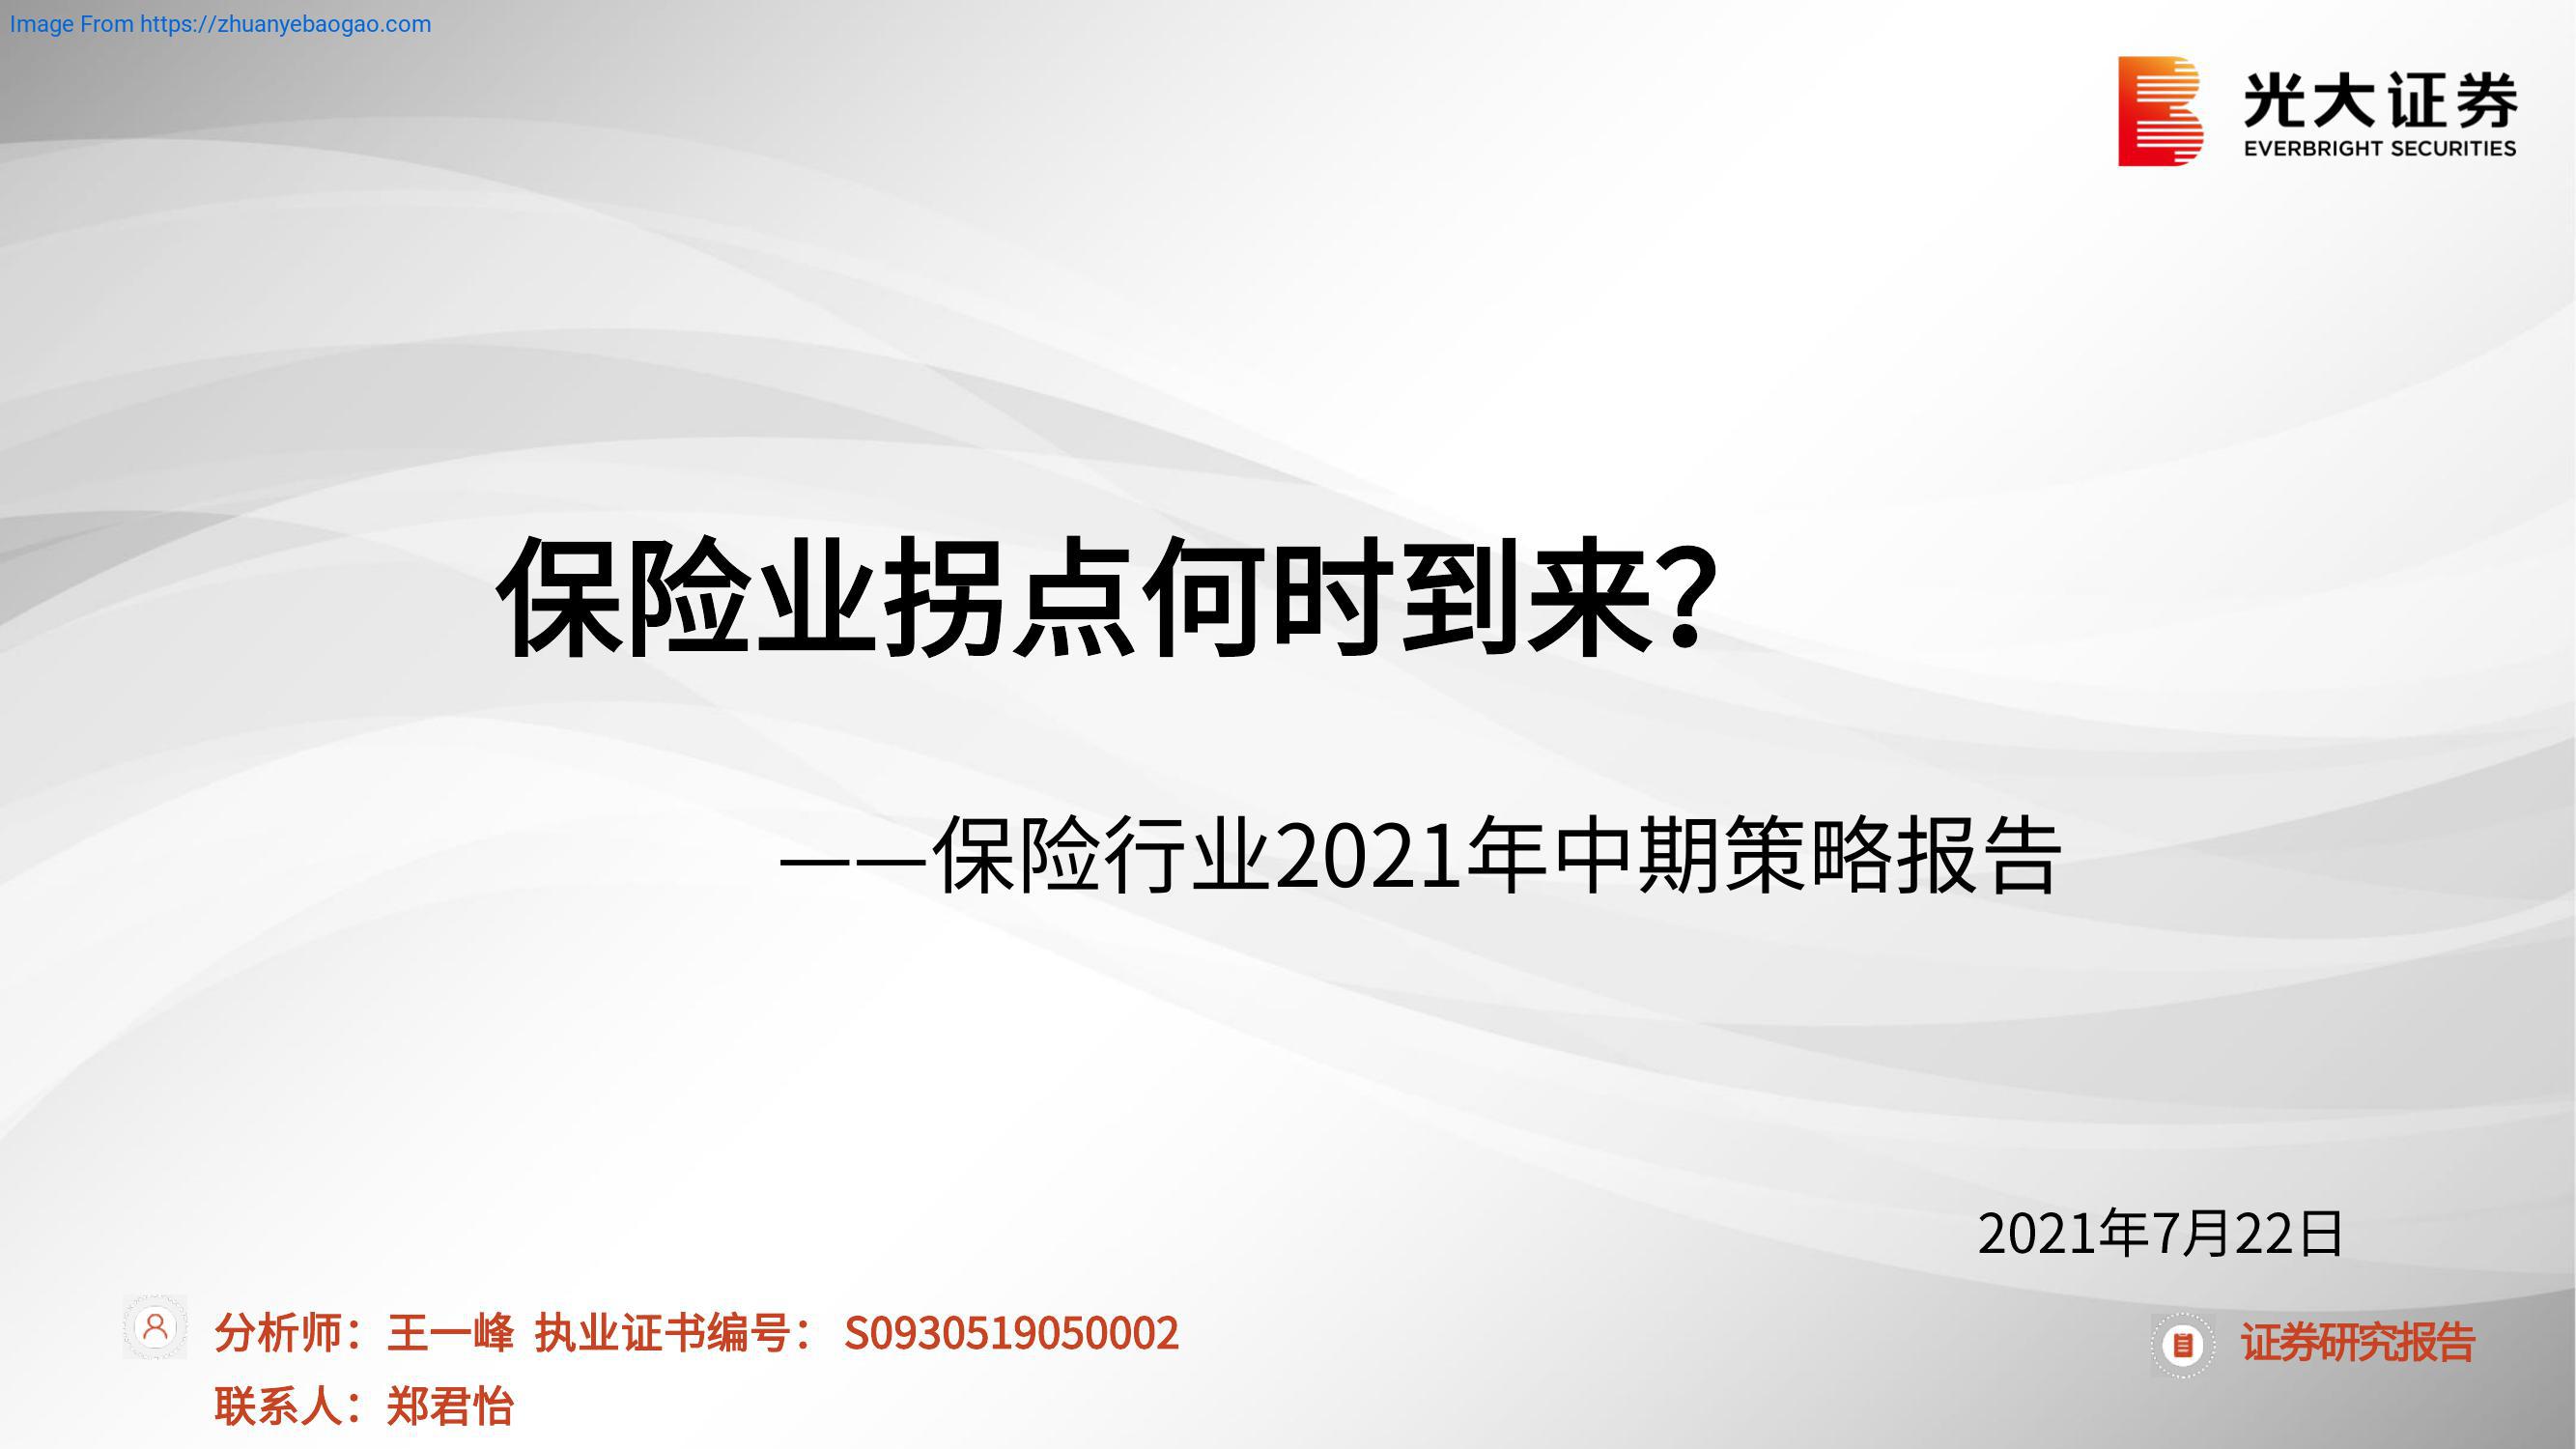 Image From https://zhuanyebaogao.com
光大证券
EVERBRIGHT SECURITIES
保险业拐点何时到来？
——保险行业2021年中期策略报告
2021年7月22日
分析师：王一峰 执业证书编号： S0930519050002
联系人：郑君怡
证券研究报告